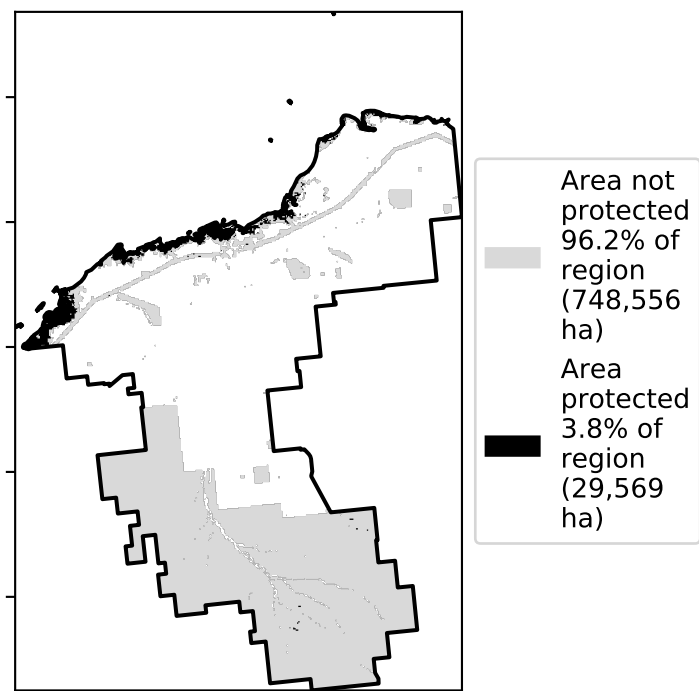 Area not
protected
96.2% of
region
(748,556
ha)
Area
protected
3.8% of
region
(29,569
ha)